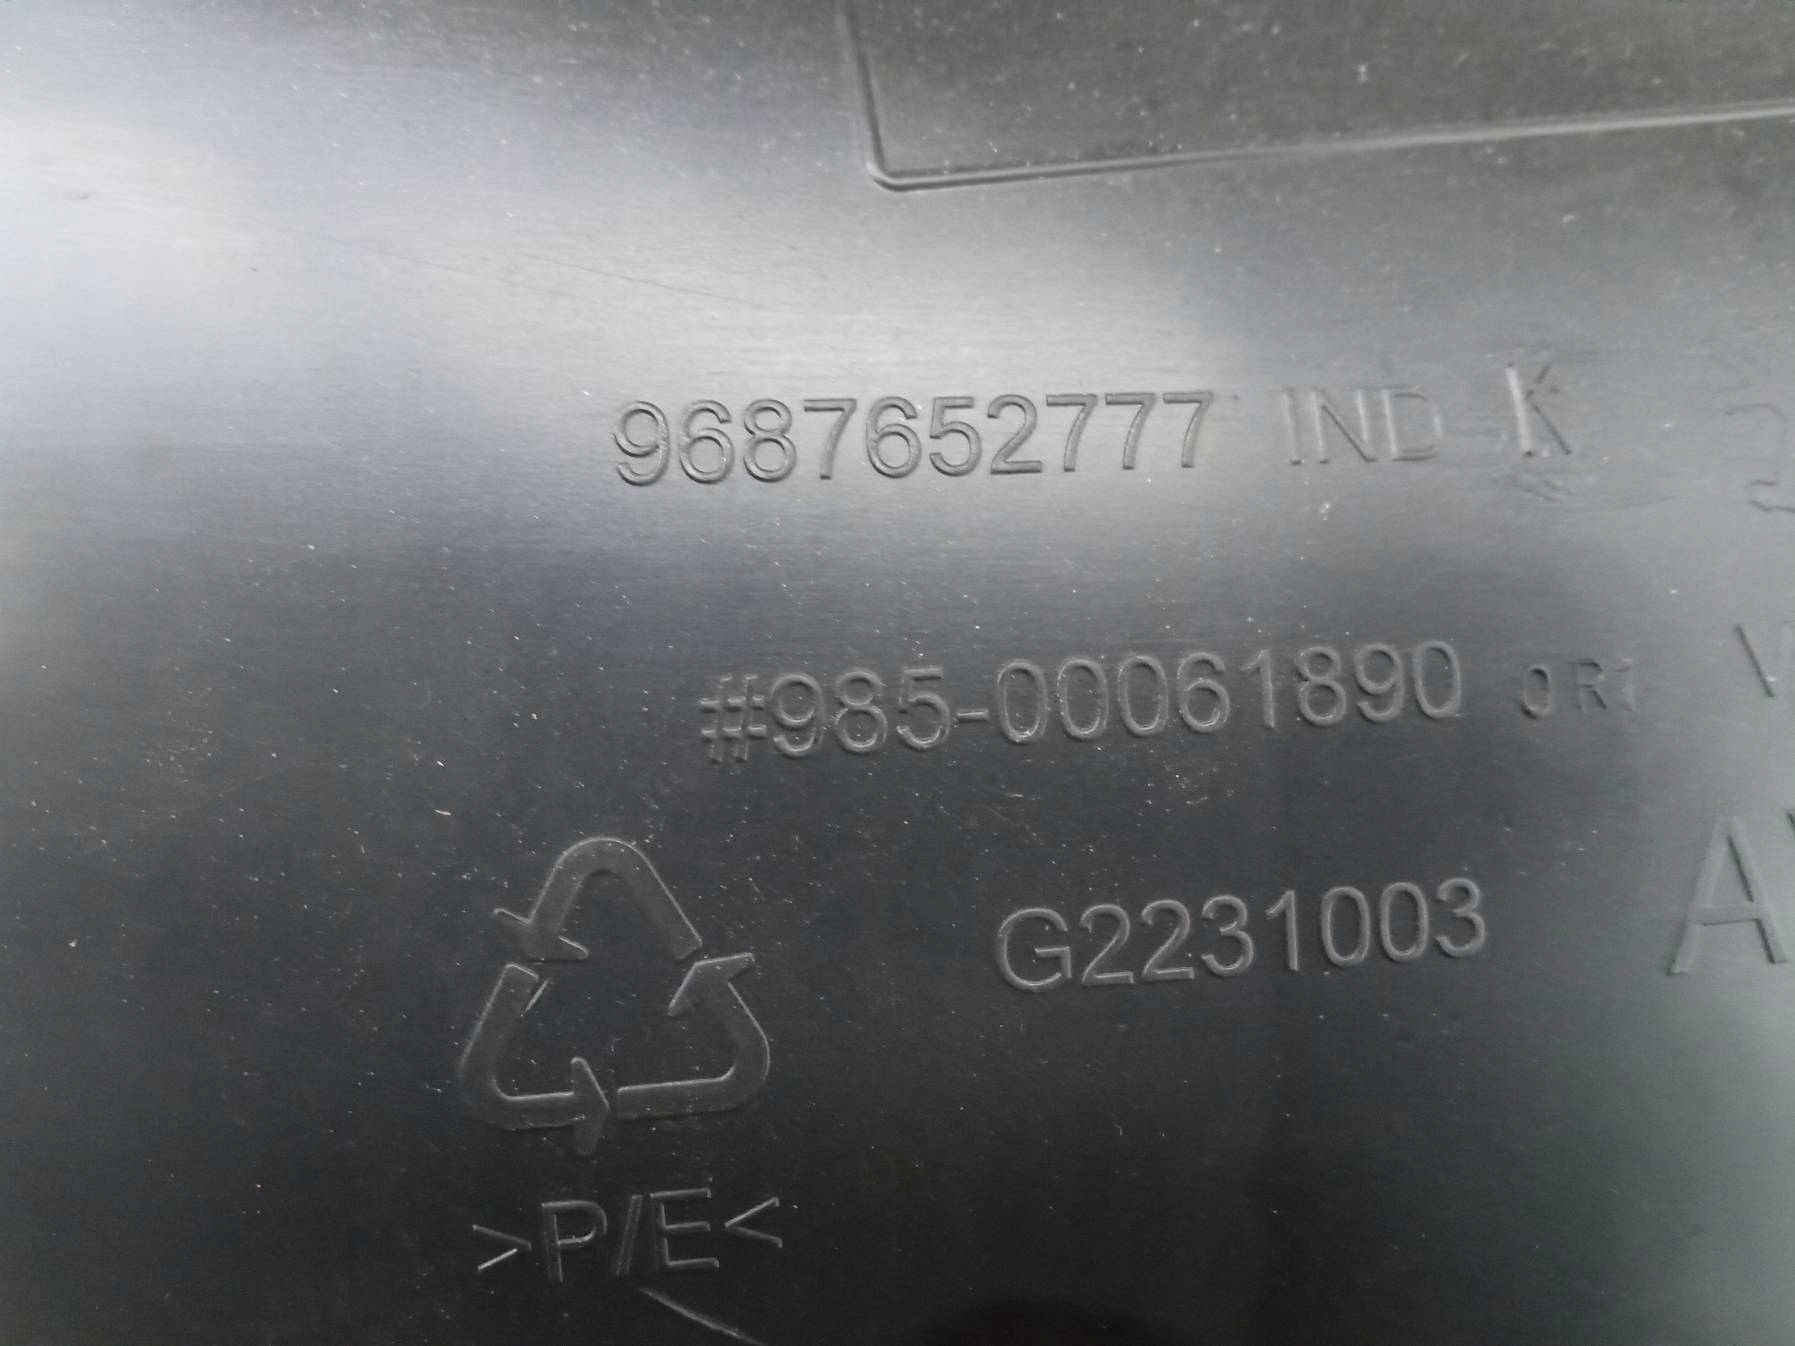 9687652777 IND K
#985-00061890 0R1
G2231003
>P/E<